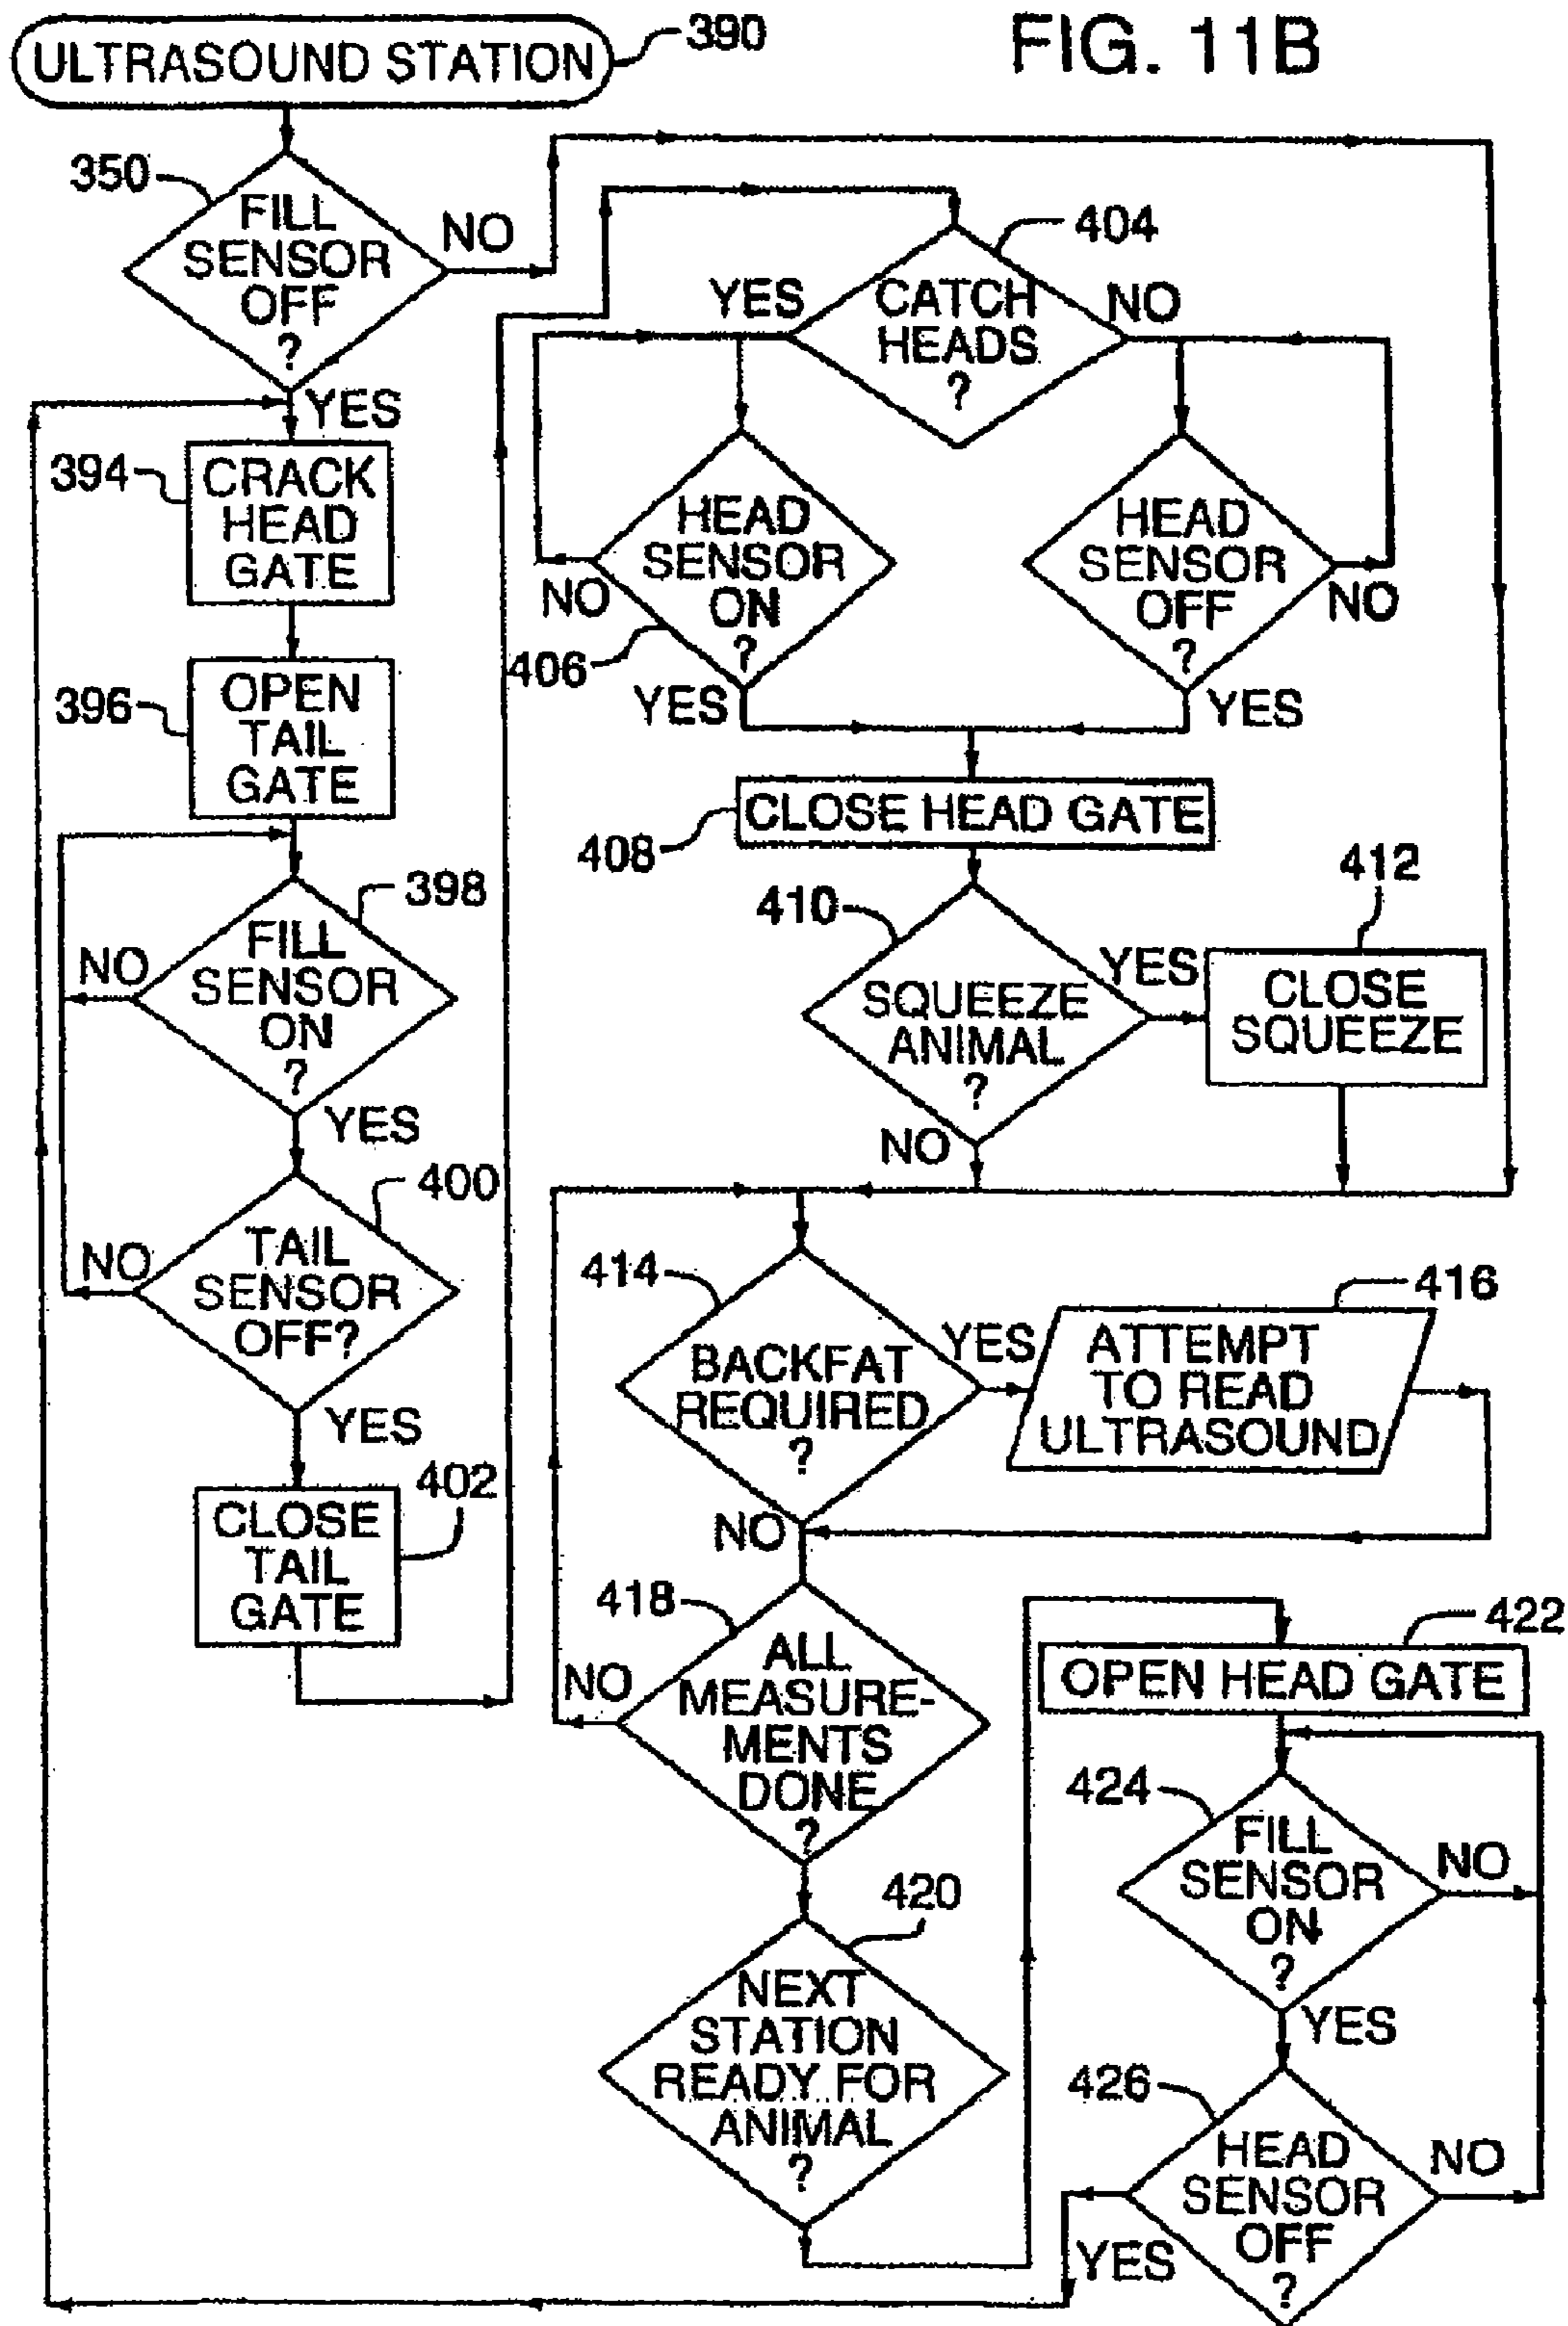 FIG. 11B
ULTRASOUND STATION
390
350
FILL
SENSOR
OFF
?
NO
YES
394
CRACK
HEAD
GATE
396
OPEN
TAIL
GATE
398
FILL
SENSOR
ON
?
NO
YES
400
TAIL
SENSOR
OFF?
NO
YES
402
CLOSE
TAIL
GATE
404
CATCH
HEADS
?
YES
NO
HEAD
SENSOR
ON
?
NO
406
YES
HEAD
SENSOR
OFF
?
NO
YES
408
CLOSE HEAD GATE
410
SQUEEZE
ANIMAL
?
YES
NO
412
CLOSE
SQUEEZE
414
BACKFAT
REQUIRED
?
YES
NO
416
ATTEMPT
TO READ
ULTRASOUND
418
ALL
MEASURE-
MENTS
DONE
?
NO
420
NEXT
STATION
READY FOR
ANIMAL
?
422
OPEN HEAD GATE
424
FILL
SENSOR
ON
?
NO
YES
426
HEAD
SENSOR
OFF
?
NO
YES